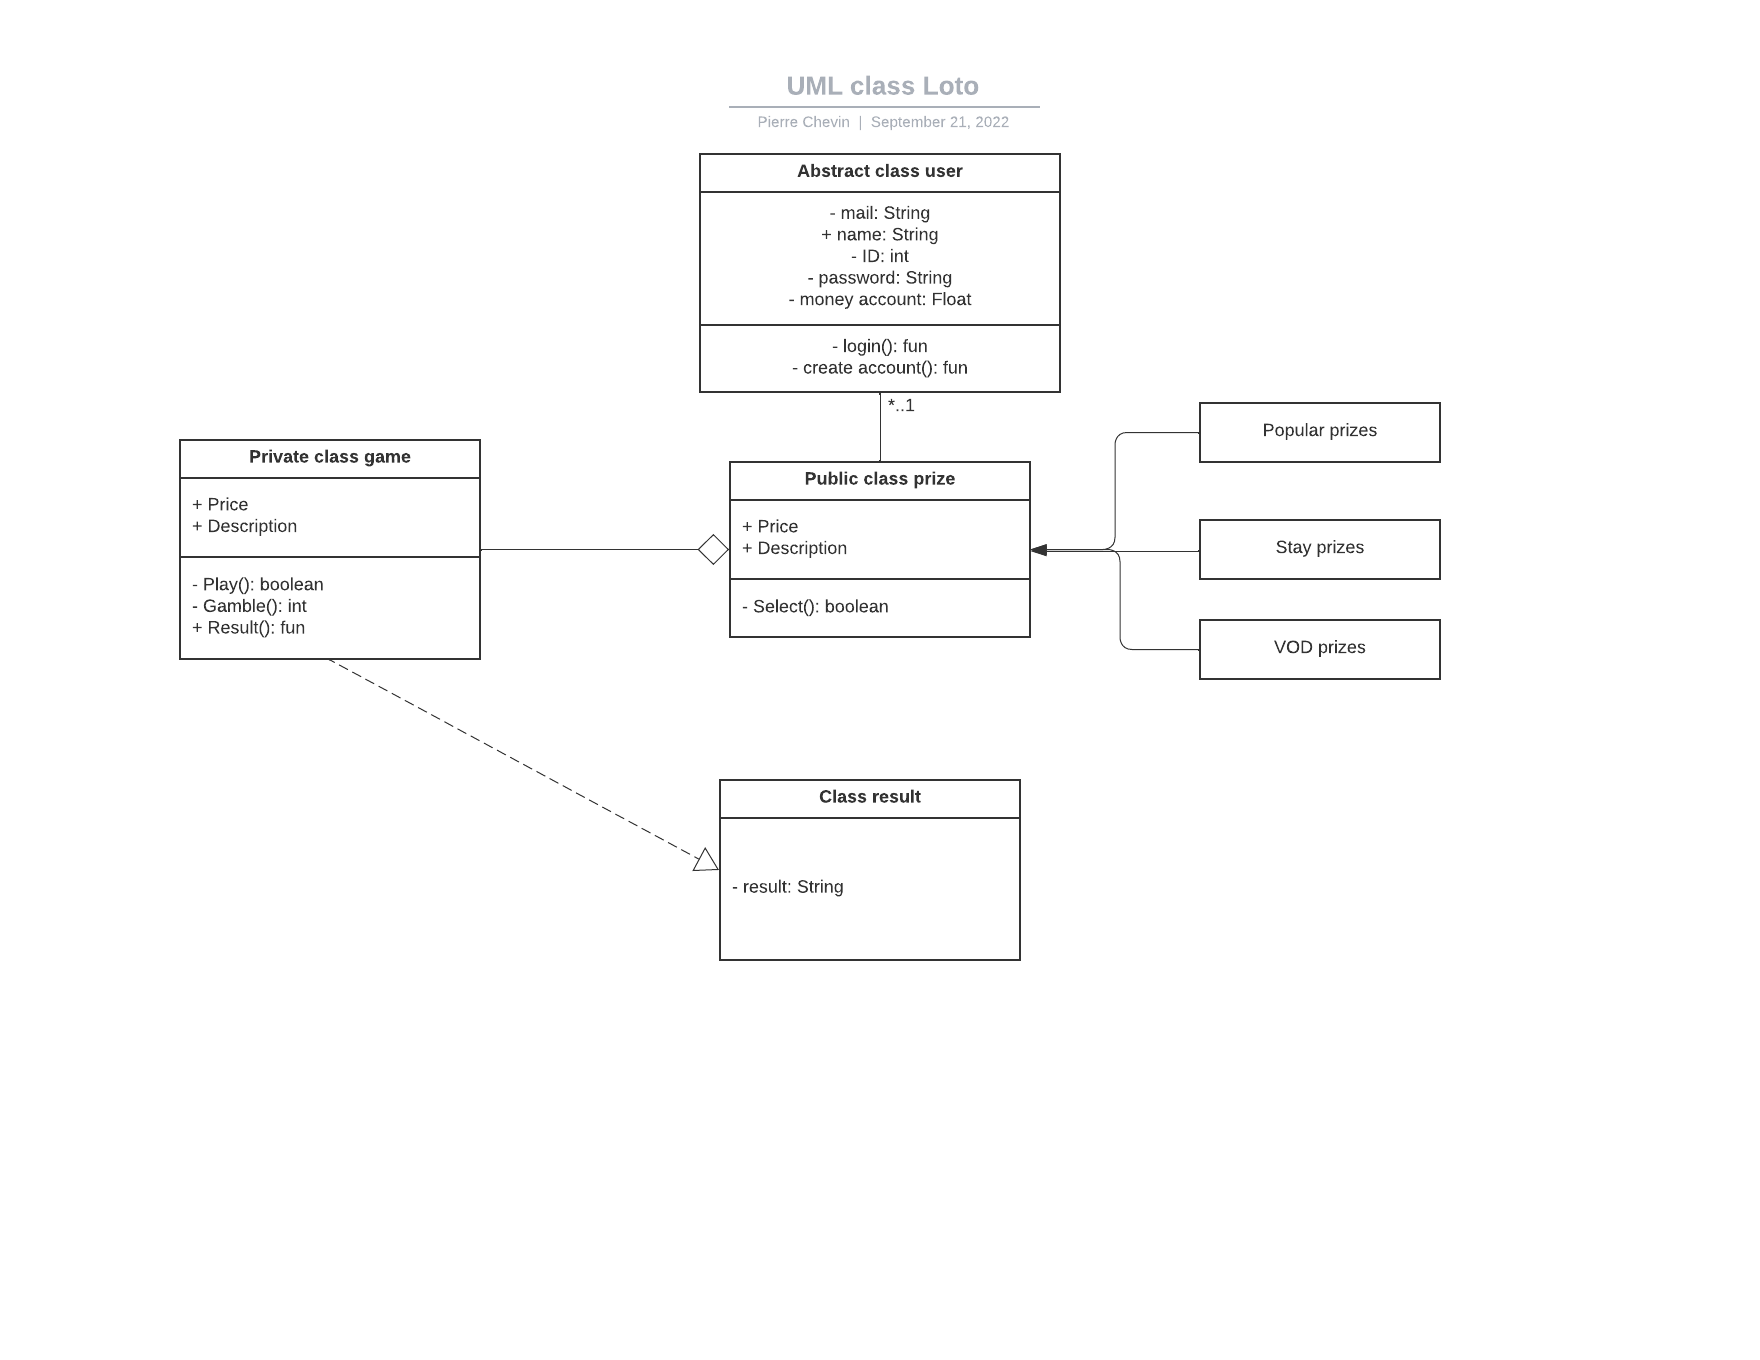 UML class Loto
Pierre Chevin | September 21, 2022
Abstract class user
- mail: String
+ name: String
- ID: int
- password: String
- money account: Float
- login(): fun
- create account(): fun
*..1
Private class game
+ Price
+ Description
- Play(): boolean
- Gamble(): int
+ Result(): fun
Public class prize
+ Price
+ Description
- Select(): boolean
Popular prizes
Stay prizes
VOD prizes
Class result
- result: String